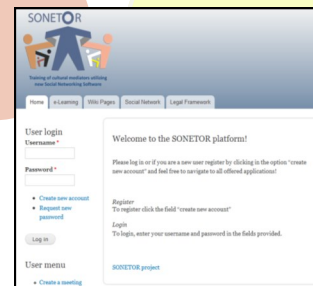 SONETOR
Training of cultural mediators utilizing
new Social Networking Software
Home e-Learning Wiki Pages Social Network Legal Framework
User login
Username *
Password *
Create new account
Request new
password
Log in
User menu
Create a meeting
Welcome to the SONETOR platform!
Please log in or if you are a new user register by clicking in the option "create
new account" and feel free to navigate to all offered applications!
Register
To register click the field "create new account"
Login
To login, enter your username and password in the fields provided.
SONETOR project